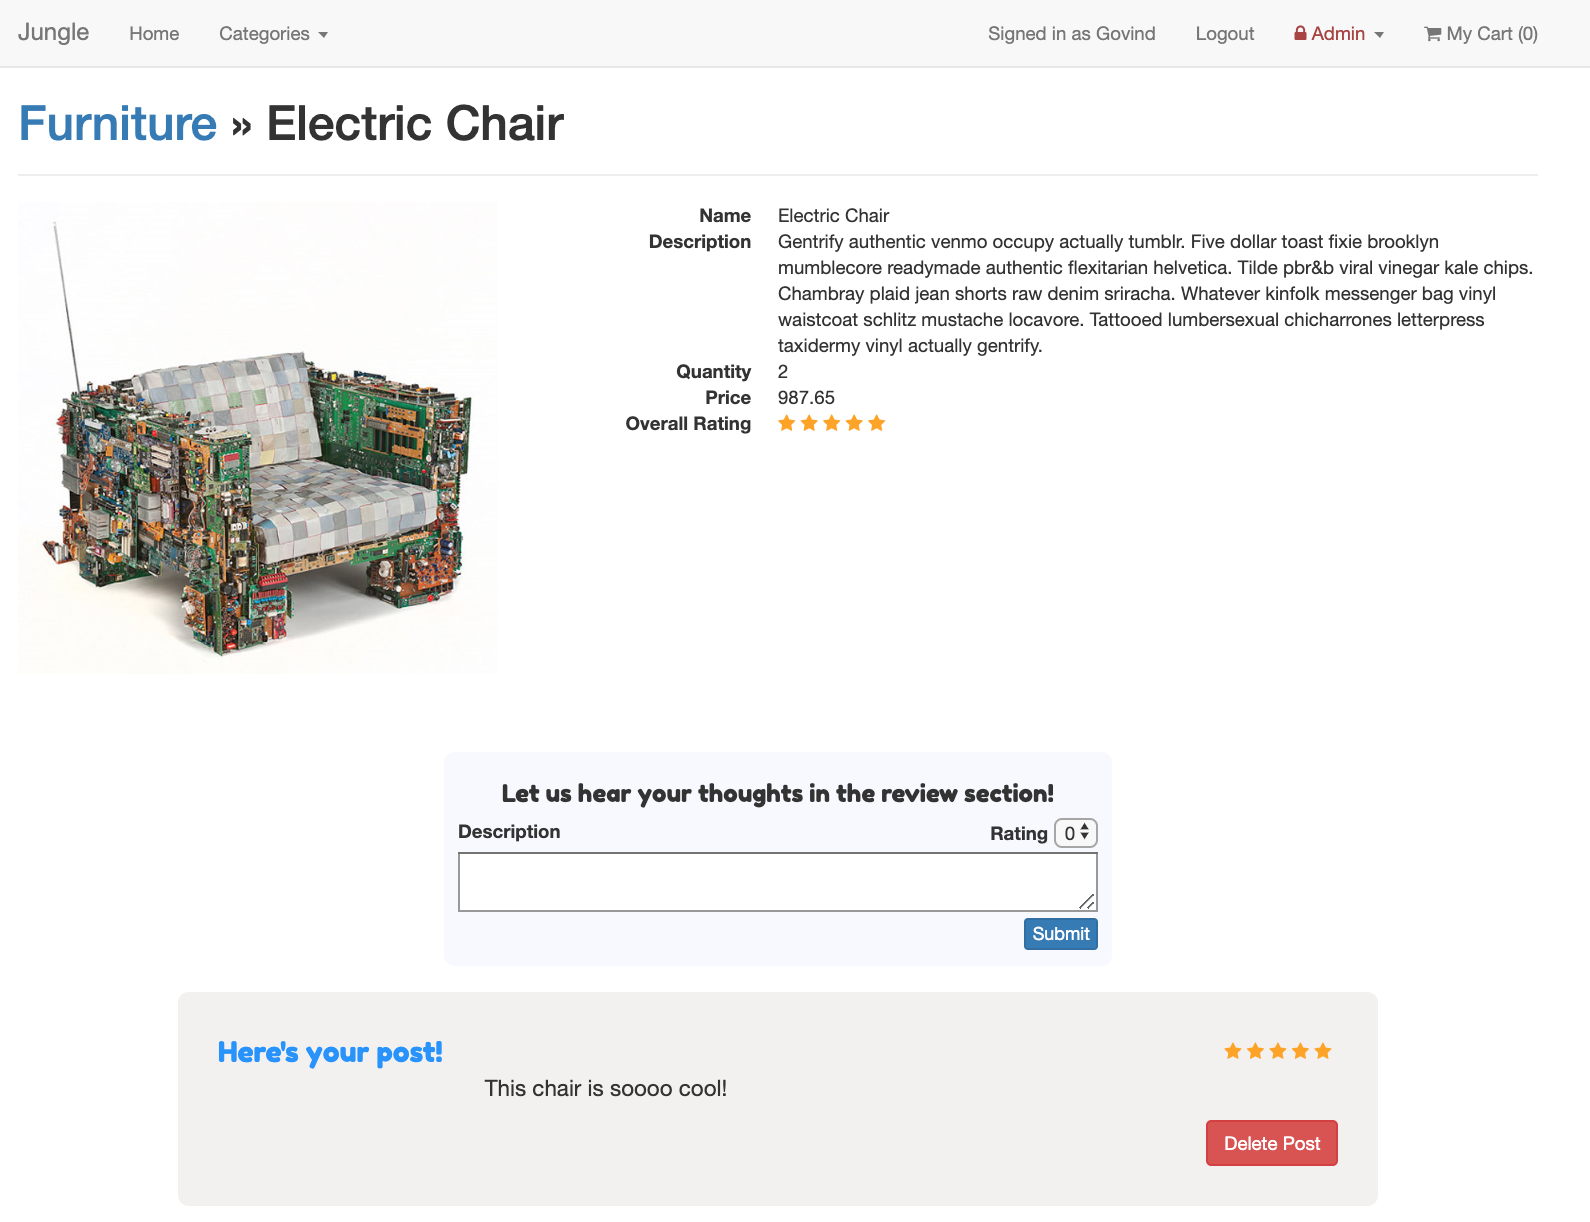 Jungle Home Categories Signed in as Govind Logout Admin My Cart (0)
Furniture » Electric Chair
Name Electric Chair
Description Gentrify authentic venmo occupy actually tumblr. Five dollar toast fixie brooklyn
mumblecore readymade authentic flexitarian helvetica. Tilde pbr&b viral vinegar kale chips.
Chambray plaid jean shorts raw denim sriracha. Whatever kinfolk messenger bag vinyl
waistcoat schlitz mustache locavore. Tattooed lumbersexual chicharrones letterpress
taxidermy vinyl actually gentrify.
Quantity 2
Price 987.65
Overall Rating
Let us hear your thoughts in the review section!
Description Rating 0
Submit
Here's your post!
This chair is soooo cool!
Delete Post